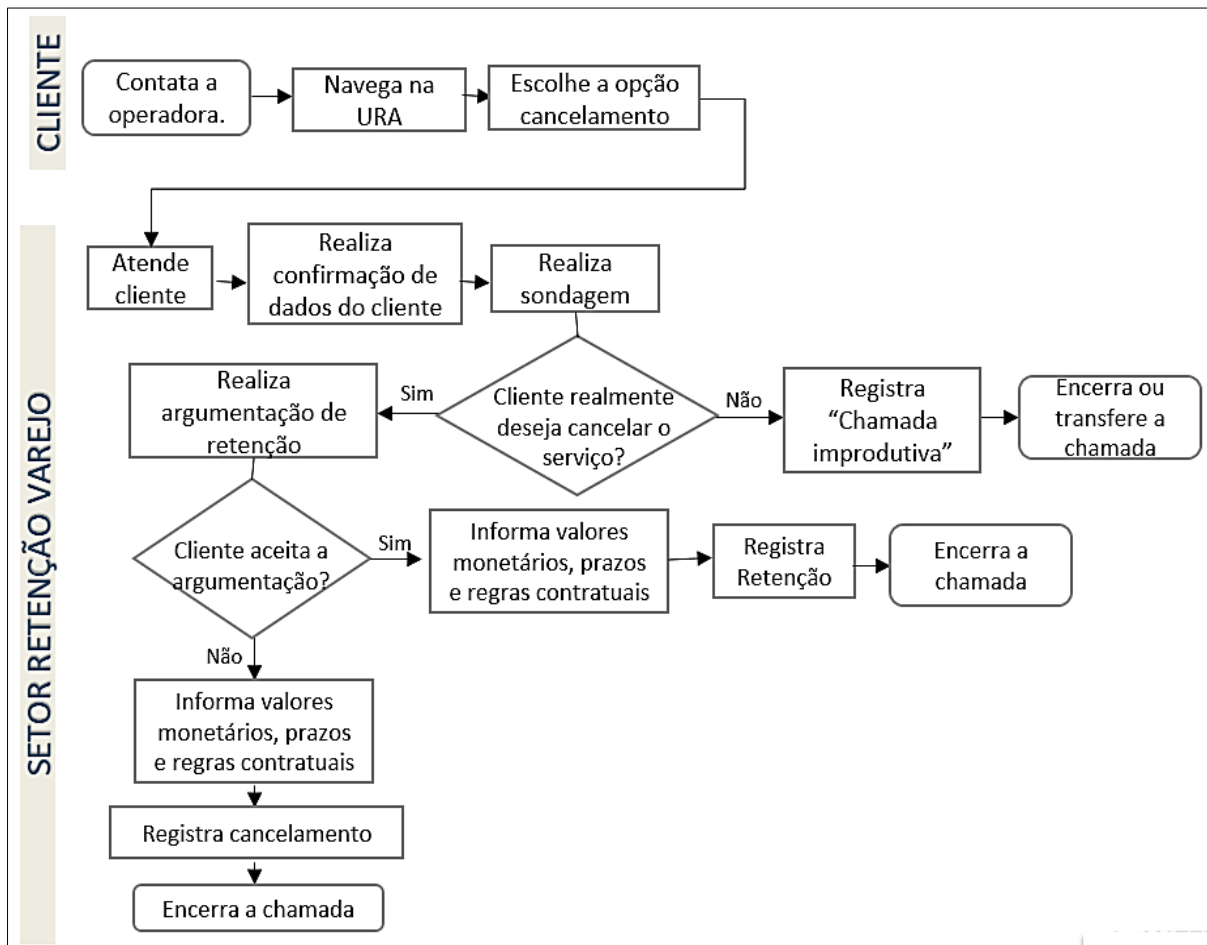 CLIENTE
Contata a
operadora.
Navega na
URA
Escolhe a opção
cancelamento
SETOR RETENÇÃO VAREJO
Atende
cliente
Realiza
confirmação de
dados do cliente
Realiza
sondagem
Cliente realmente
deseja cancelar o
serviço?
Sim
Não
Realiza
argumentação de
retenção
Registra
“Chamada
improdutiva”
Encerra ou
transfere a
chamada
Cliente aceita a
argumentação?
Sim
Informa valores
monetários, prazos
e regras contratuais
Registra
Retenção
Encerra a
chamada
Não
Informa valores
monetários, prazos
e regras contratuais
Registra cancelamento
Encerra a chamada